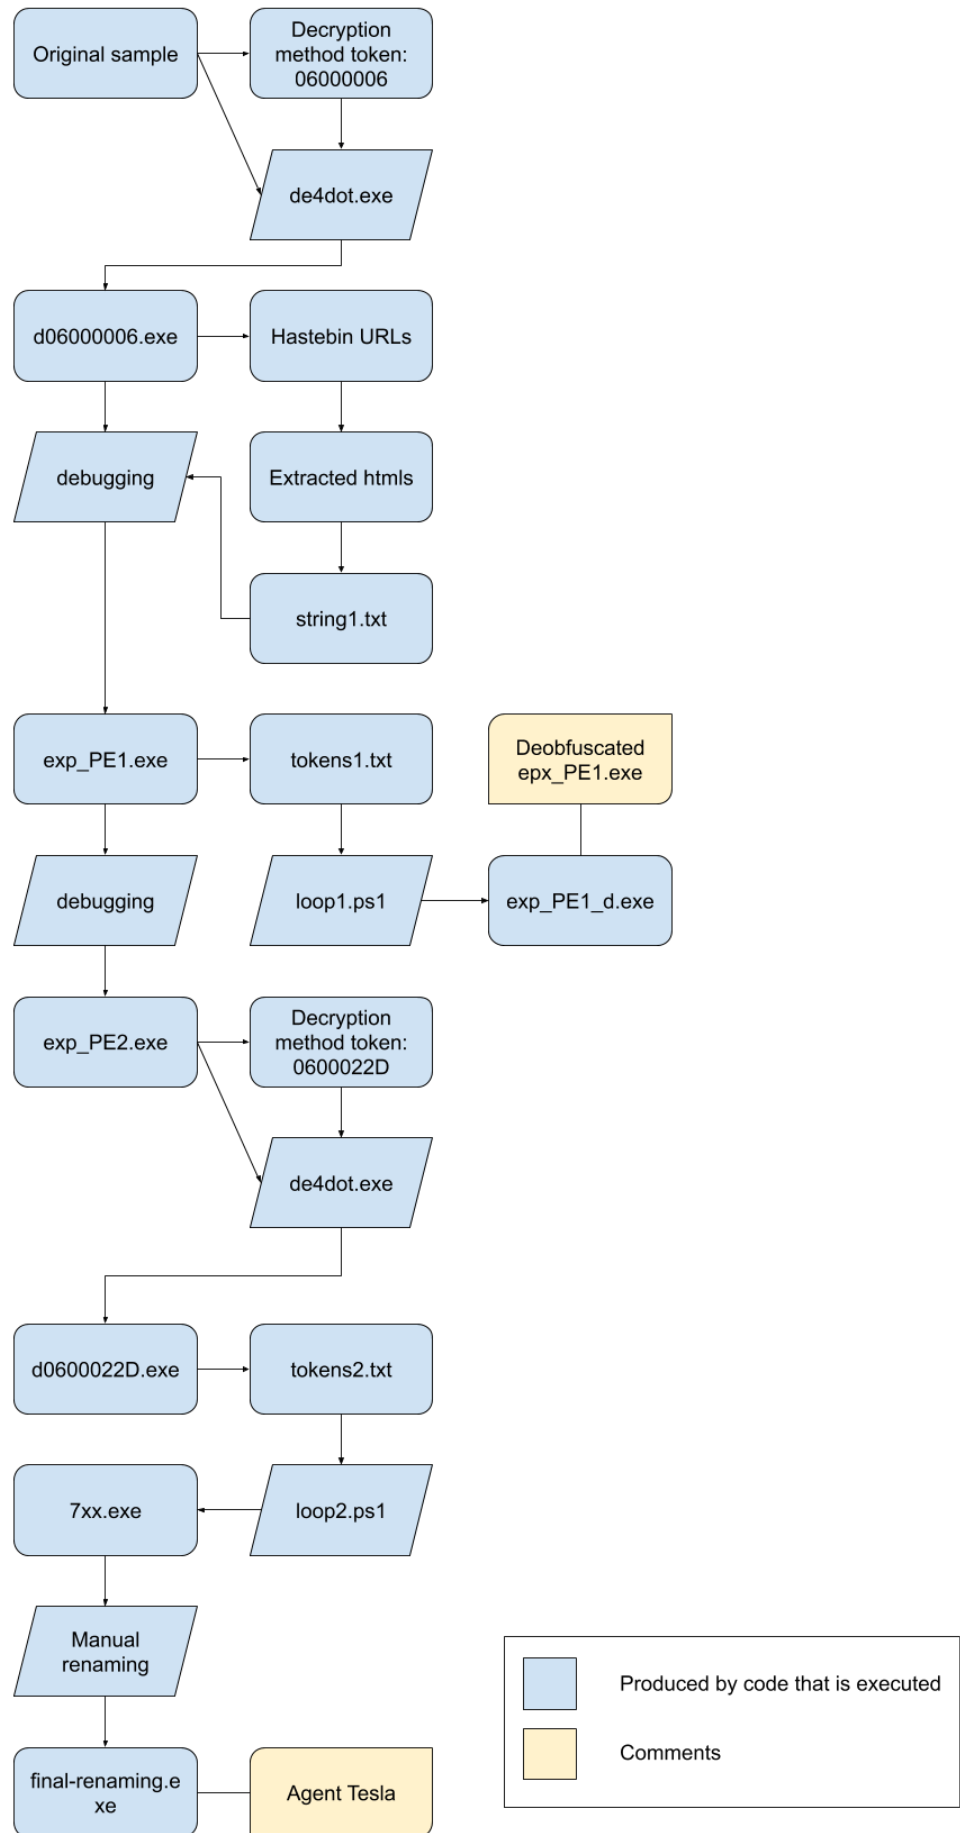 Original sample
Decryption
method token:
06000006
de4dot.exe
d06000006.exe
Hastebin URLs
debugging
Extracted htmls
string1.txt
exp_PE1.exe
tokens1.txt
Deobfuscated
epx_PE1.exe
debugging
loop1.ps1
exp_PE1_d.exe
exp_PE2.exe
Decryption
method token:
0600022D
de4dot.exe
d0600022D.exe
tokens2.txt
7xx.exe
loop2.ps1
Manual
renaming
Produced by code that is executed
Comments
final-renaming.e
xe
Agent Tesla